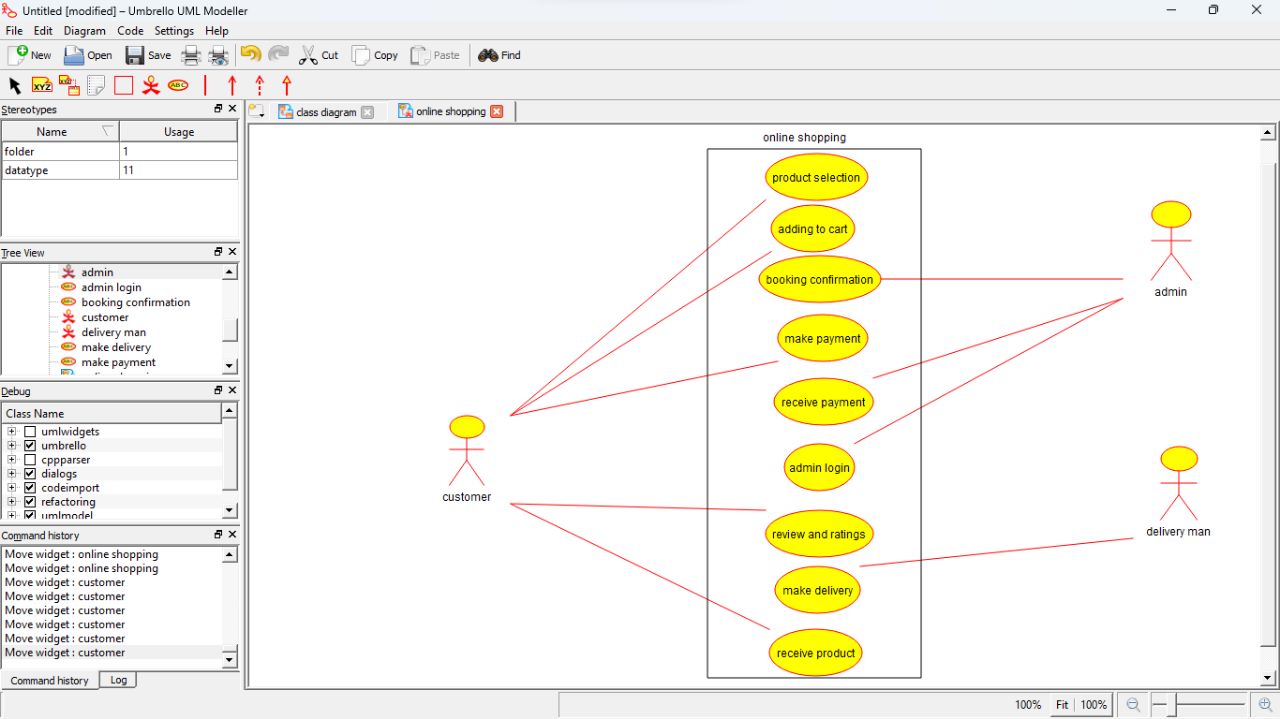 Untitled [modified] – Umbrello UML Modeller
File Edit Diagram Code Settings Help
New Open Save Cut Copy Paste Find
XYZ ABC
Stereotypes
Name Usage
folder 1
datatype 11
Tree View
admin
admin login
booking confirmation
customer
delivery man
make delivery
make payment
Debug
Class Name
umlwidgets
umbrello
cppparser
dialogs
codeimport
refactoring
umlmodel
Command history
Move widget : online shopping
Move widget : online shopping
Move widget : customer
Move widget : customer
Move widget : customer
Move widget : customer
Move widget : customer
Move widget : customer
Command history Log
class diagram online shopping
online shopping
product selection
adding to cart
booking confirmation
make payment
receive payment
admin login
review and ratings
make delivery
receive product
customer
admin
delivery man
100% Fit 100%